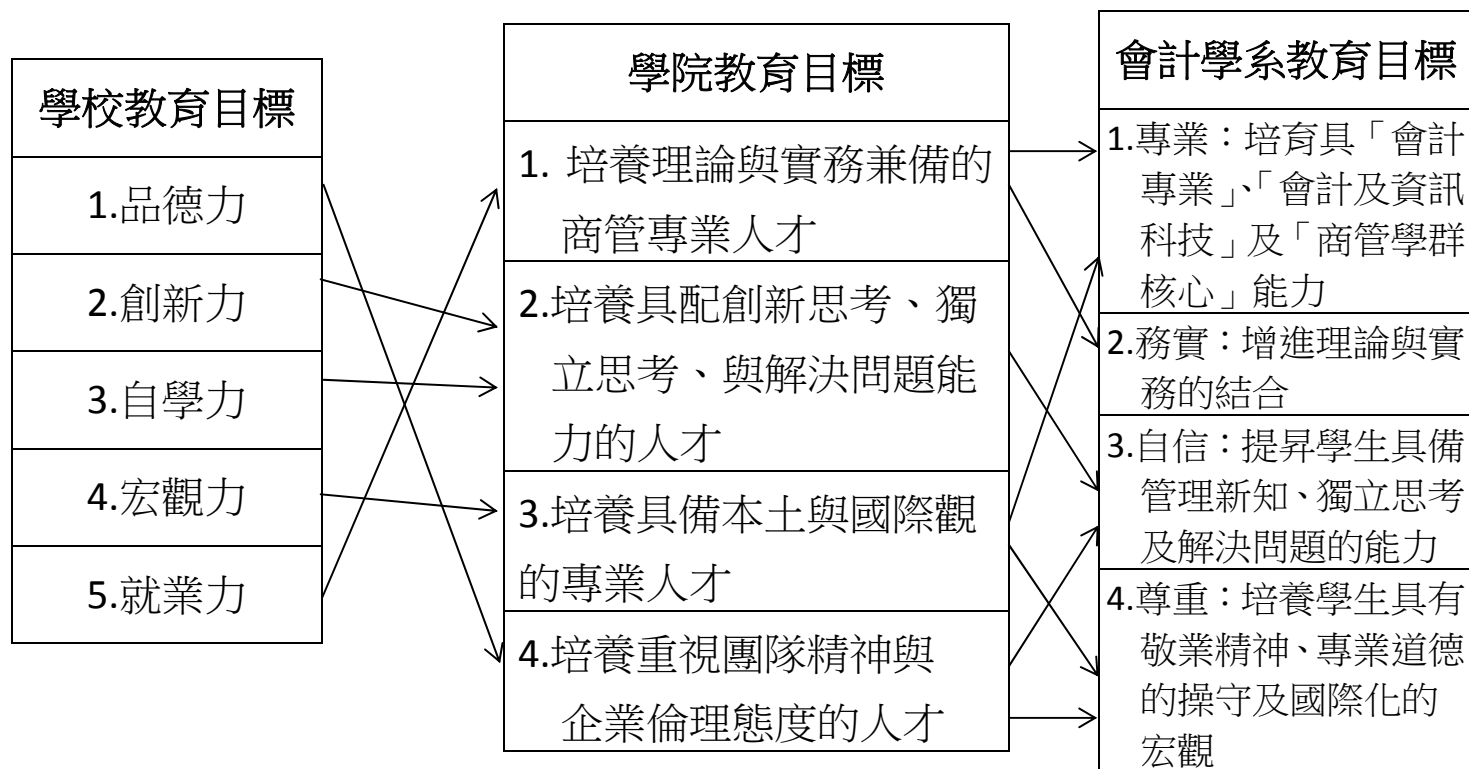 學校教育目標
1.品德力
2.創新力
3.自學力
4.宏觀力
5.就業力
學院教育目標
1. 培養理論與實務兼備的
商管專業人才
2.培養具配創新思考、獨
立思考、與解決問題能
力的人才
3.培養具備本土與國際觀
的專業人才
4.培養重視團隊精神與
企業倫理態度的人才
會計學系教育目標
1.專業：培育具「會計
專業」、「會計及資訊
科技」及「商管學群
核心」能力
2.務實：增進理論與實
務的結合
3.自信：提昇學生具備
管理新知、獨立思考
及解決問題的能力
4.尊重：培養學生具有
敬業精神、專業道德
的操守及國際化的
宏觀